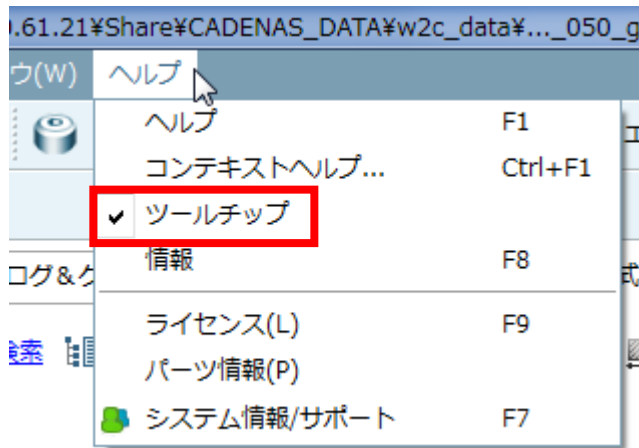 .61.21¥Share¥CADENAS_DATA¥w2c_data¥..._050_g
ウ(W) ヘルプ
ヘルプ F1
コンテキストヘルプ... Ctrl+F1
ツールチップ
情報 F8
ログ&ク
式
ライセンス(L) F9
検索
パーツ情報(P)
システム情報/サポート F7